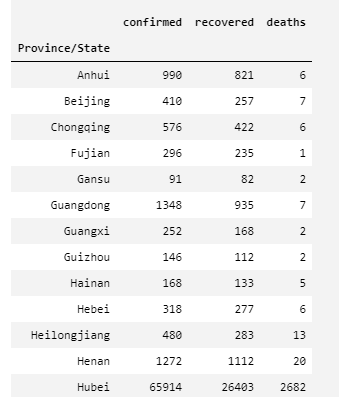 confirmed recovered deaths
Province/State
Anhui 990 821 6
Beijing 410 257 7
Chongqing 576 422 6
Fujian 296 235 1
Gansu 91 82 2
Guangdong 1348 935 7
Guangxi 252 168 2
Guizhou 146 112 2
Hainan 168 133 5
Hebei 318 277 6
Heilongjiang 480 283 13
Henan 1272 1112 20
Hubei 65914 26403 2682